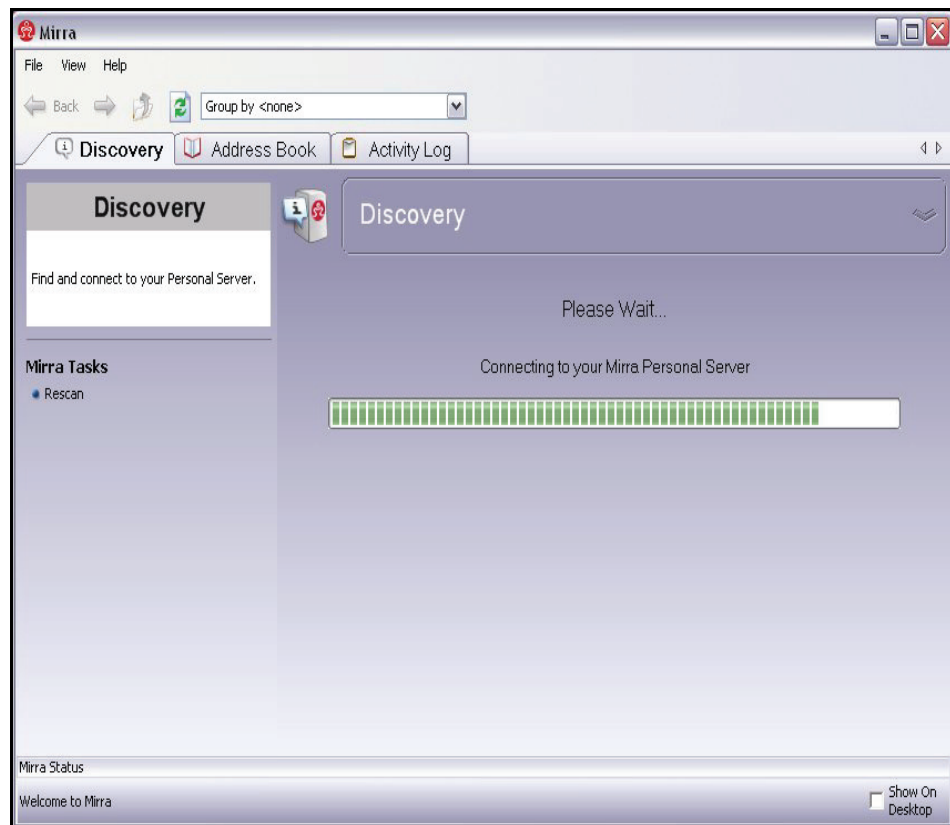 Mirra
File View Help
Back Group by <none>
Discovery Address Book Activity Log
Discovery
Find and connect to your Personal Server.
Mirra Tasks
Rescan
Discovery
Please Wait...
Connecting to your Mirra Personal Server
Mirra Status
Welcome to Mirra
Show On
Desktop